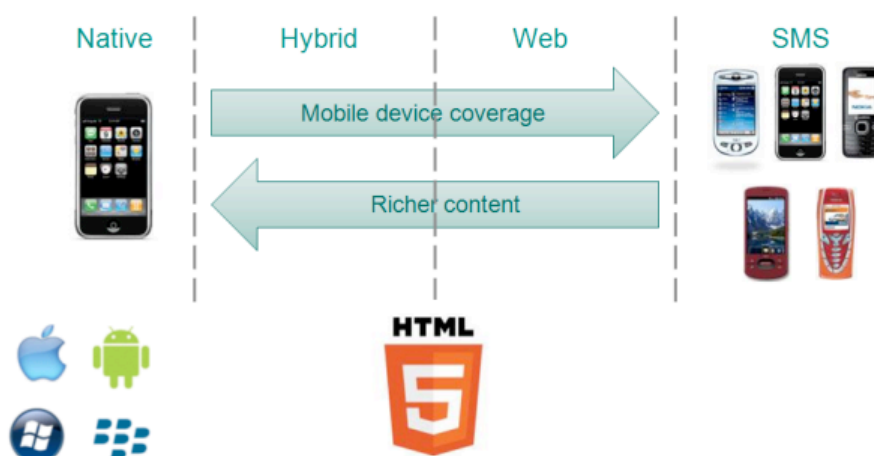 Native
Hybrid
Web
SMS
Mobile device coverage
Richer content
HTML
5